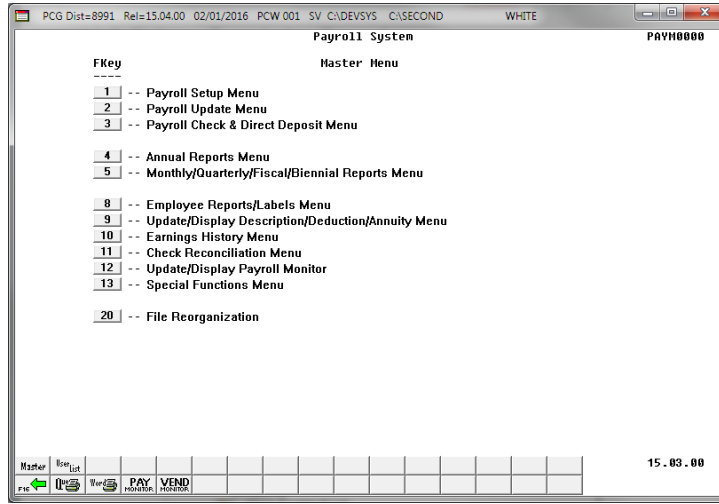 PCG Dist=8991 Rel=15.04.00 02/01/2016 PCW 001 SV C:\DEVSYS C:\SECOND WHITE
Payroll System PAYM0000
FKey Master Menu
----
1 -- Payroll Setup Menu
2 -- Payroll Update Menu
3 -- Payroll Check & Direct Deposit Menu
4 -- Annual Reports Menu
5 -- Monthly/Quarterly/Fiscal/Biennial Reports Menu
8 -- Employee Reports/Labels Menu
9 -- Update/Display Description/Deduction/Annuity Menu
10 -- Earnings History Menu
11 -- Check Reconciliation Menu
12 -- Update/Display Payroll Monitor
13 -- Special Functions Menu
20 -- File Reorganization
Master User List 15.03.00
F16 Que Word PAY MONITOR VEND MONITOR